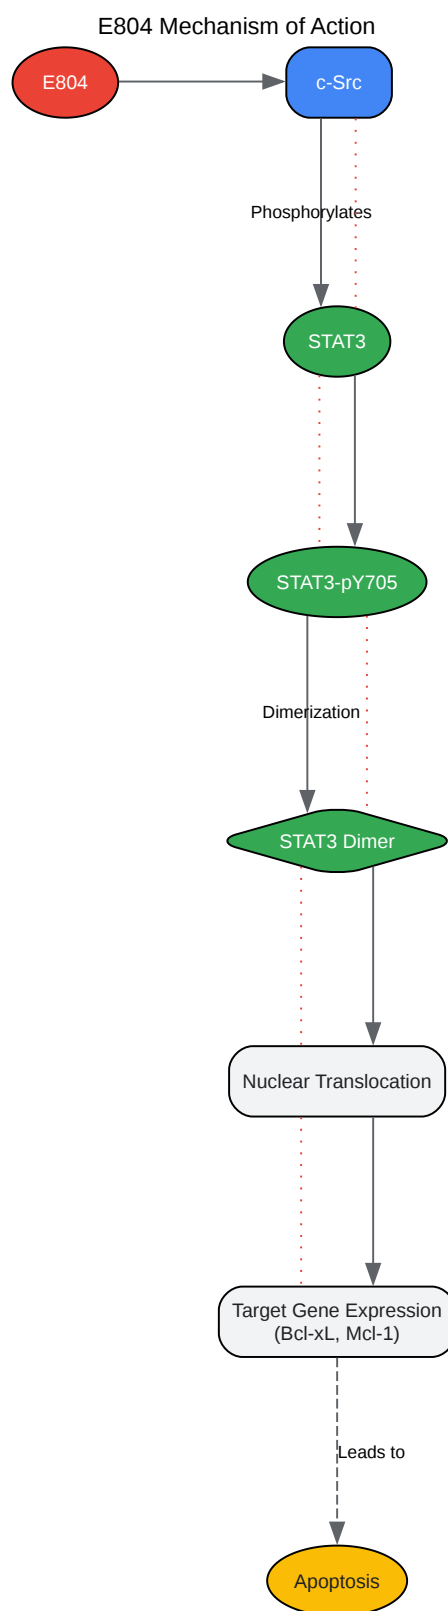 E804 Mechanism of Action
E804
c-Src
Phosphorylates
STAT3
STAT3-pY705
Dimerization
STAT3 Dimer
Nuclear Translocation
Target Gene Expression
(Bcl-xL, Mcl-1)
Leads to
Apoptosis